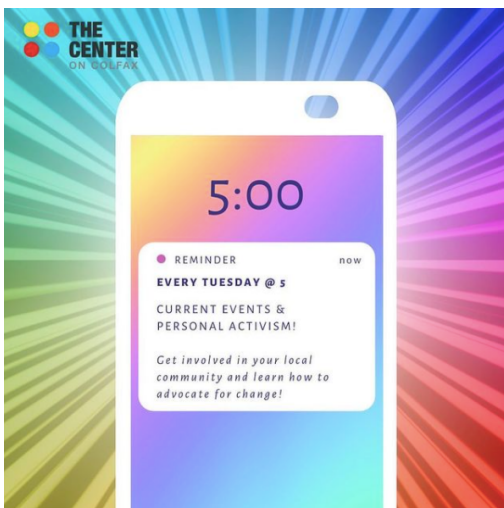 THE
CENTER
ON COLFAX
5:00
REMINDER now
EVERY TUESDAY @ 5
CURRENT EVENTS &
PERSONAL ACTIVISM!
Get involved in your local
community and learn how to
advocate for change!